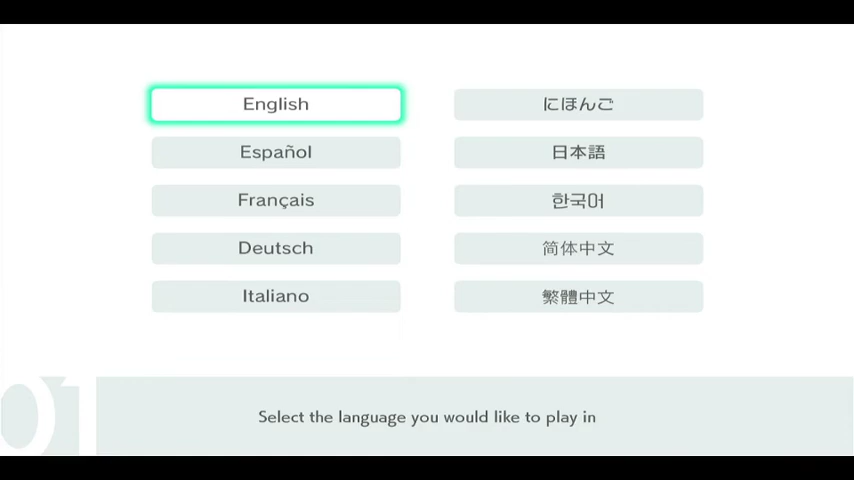 English
Español
Français
Deutsch
Italiano
にほんご
日本語
한국어
简体中文
繁體中文
01
Select the language you would like to play in